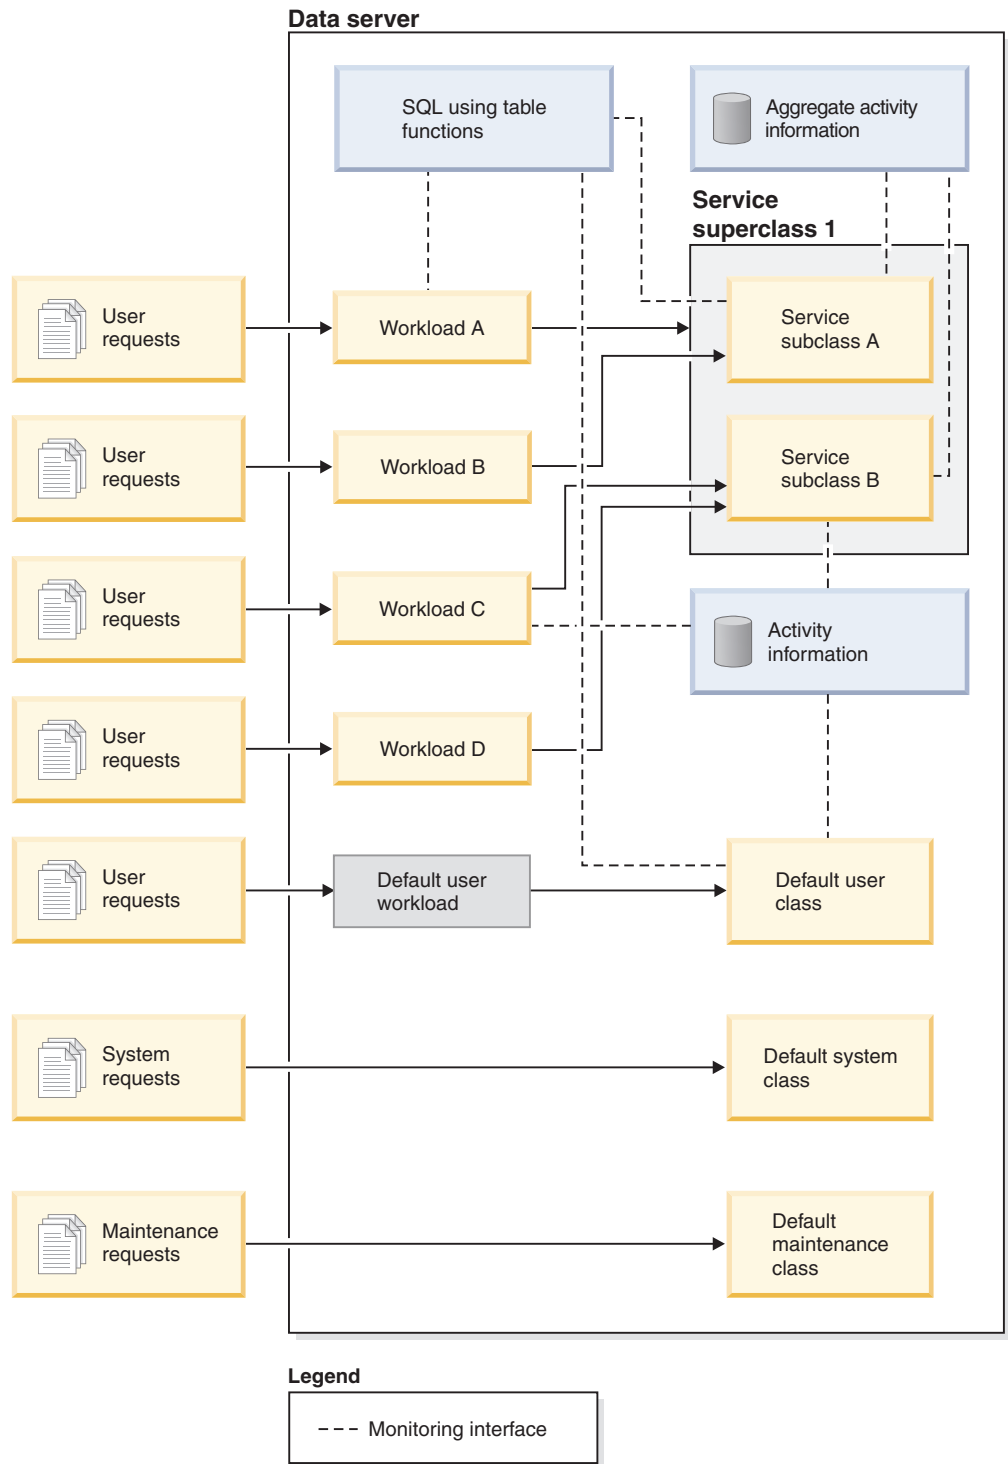 Data server
SQL using table
functions
Aggregate activity
information
Service
superclass 1
User
requests
Workload A
Service
subclass A
User
requests
Workload B
Service
subclass B
User
requests
Workload C
Activity
information
User
requests
Workload D
User
requests
Default user
workload
Default user
class
System
requests
Default system
class
Maintenance
requests
Default
maintenance
class
Legend
Monitoring interface